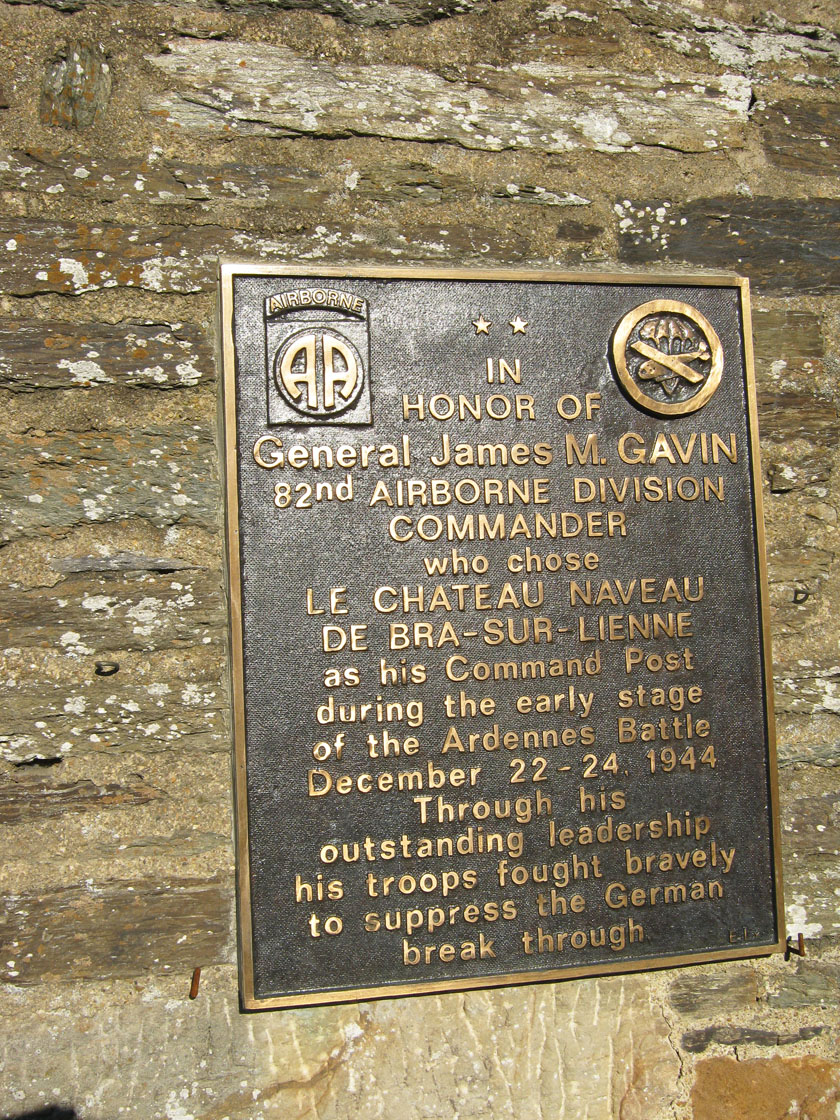 AIRBORNE
AA
IN
HONOR OF
General James M. GAVIN
82nd AIRBORNE DIVISION
COMMANDER
who chose
LE CHATEAU NAVEAU
DE BRA-SUR-LIENNE
as his Command Post
during the early stage
of the Ardennes Battle
December 22-24, 1944
Through his
outstanding leadership
his troops fought bravely
to suppress the German
break through.